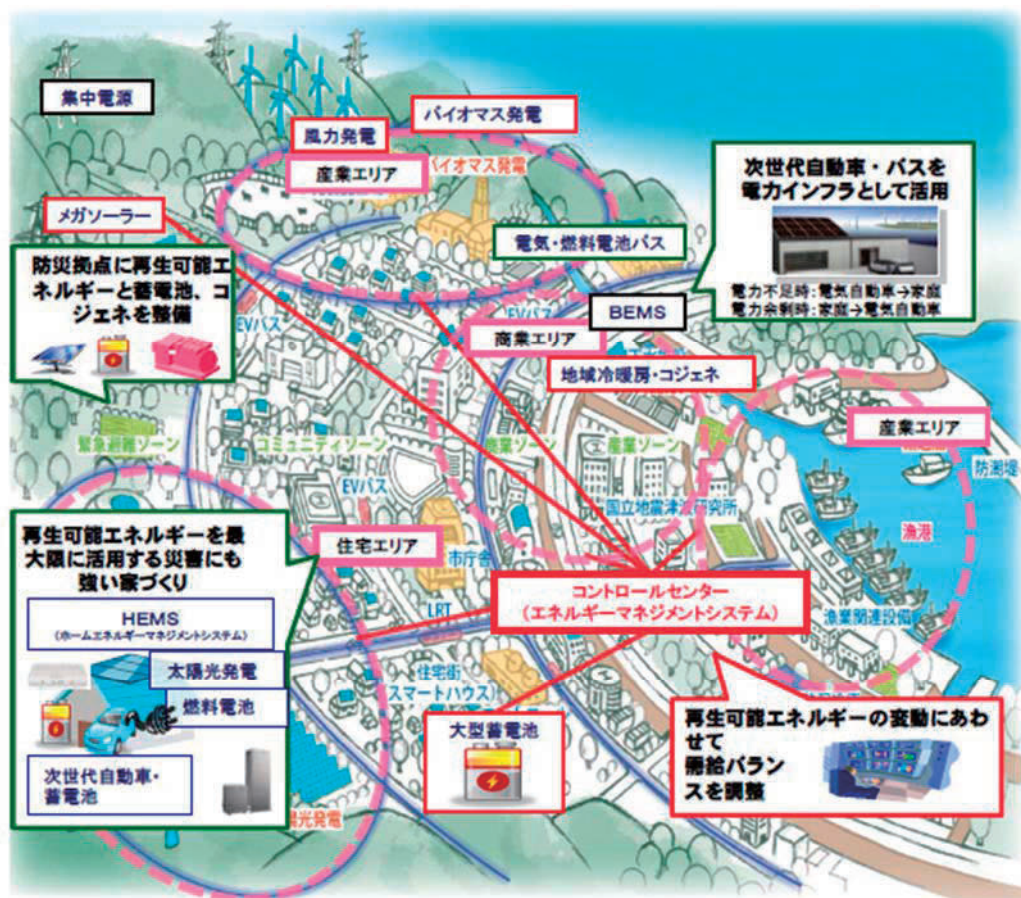 集中電源
バイオマス発電
風力発電
産業エリア
バイオマス発電
メガソーラー
次世代自動車・バスを
電力インフラとして活用
電力不足時：電気自動車→家庭
電力余剰時：家庭→電気自動車
電気・燃料電池バス
防災拠点に再生可能エ
ネルギーと蓄電池、コ
ジェネを整備
EVバス
EVバス
BEMS
商業エリア
地域冷暖房・コジェネ
産業エリア
緊急避難ソーン
コミュニティゾーン
商業ゾーン
産業ゾーン
防潮堤
EVバス
漁港
再生可能エネルギーを最
大限に活用する災害にも
強い家づくり
住宅エリア
市庁舎
コントロールセンター
（エネルギーマネジメントシステム）
LRT
漁業関連設備
HEMS
（ホームエネルギーマネジメントシステム）
太陽光発電
燃料電池
住宅街
スマートハウス）
次世代自動車・
蓄電池
大型蓄電池
再生可能エネルギーの変動にあわ
せて
需給バラン
スを調整
陽光発電